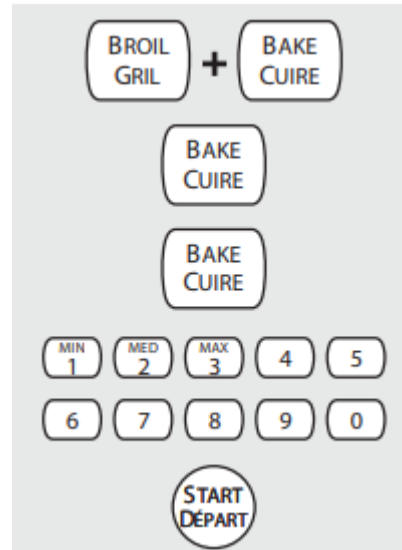 BROIL + BAKE
GRIL CUIRE
BAKE
CUIRE
BAKE
CUIRE
MIN MED MAX
1 2 3 4 5
6 7 8 9 0
START
DÉPART